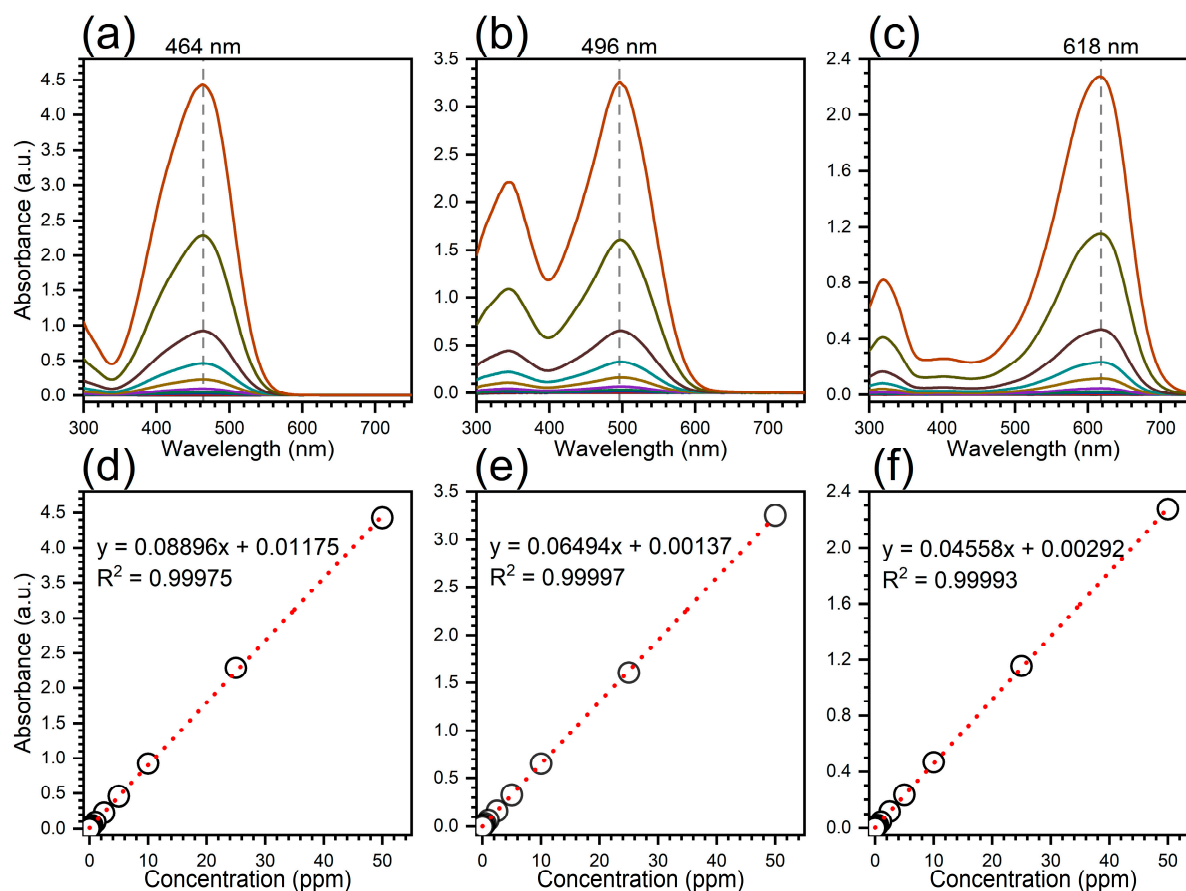 (a)
464 nm
(b)
496 nm
(c)
618 nm
Absorbance (a.u.)
4.5
4.0
3.5
3.0
2.5
2.0
1.5
1.0
0.5
0.0
300 400 500 600 700
Wavelength (nm)
3.5
3.0
2.5
2.0
1.5
1.0
0.5
0.0
300 400 500 600 700
Wavelength (nm)
2.4
2.0
1.6
1.2
0.8
0.4
0.0
300 400 500 600 700
Wavelength (nm)
(d)
(e)
(f)
Absorbance (a.u.)
4.5
4.0
3.5
3.0
2.5
2.0
1.5
1.0
0.5
0.0
y = 0.08896x + 0.01175
R² = 0.99975
0 10 20 30 40 50
Concentration (ppm)
3.5
3.0
2.5
2.0
1.5
1.0
0.5
0.0
y = 0.06494x + 0.00137
R² = 0.99997
0 10 20 30 40 50
Concentration (ppm)
2.4
2.0
1.6
1.2
0.8
0.4
0.0
y = 0.04558x + 0.00292
R² = 0.99993
0 10 20 30 40 50
Concentration (ppm)